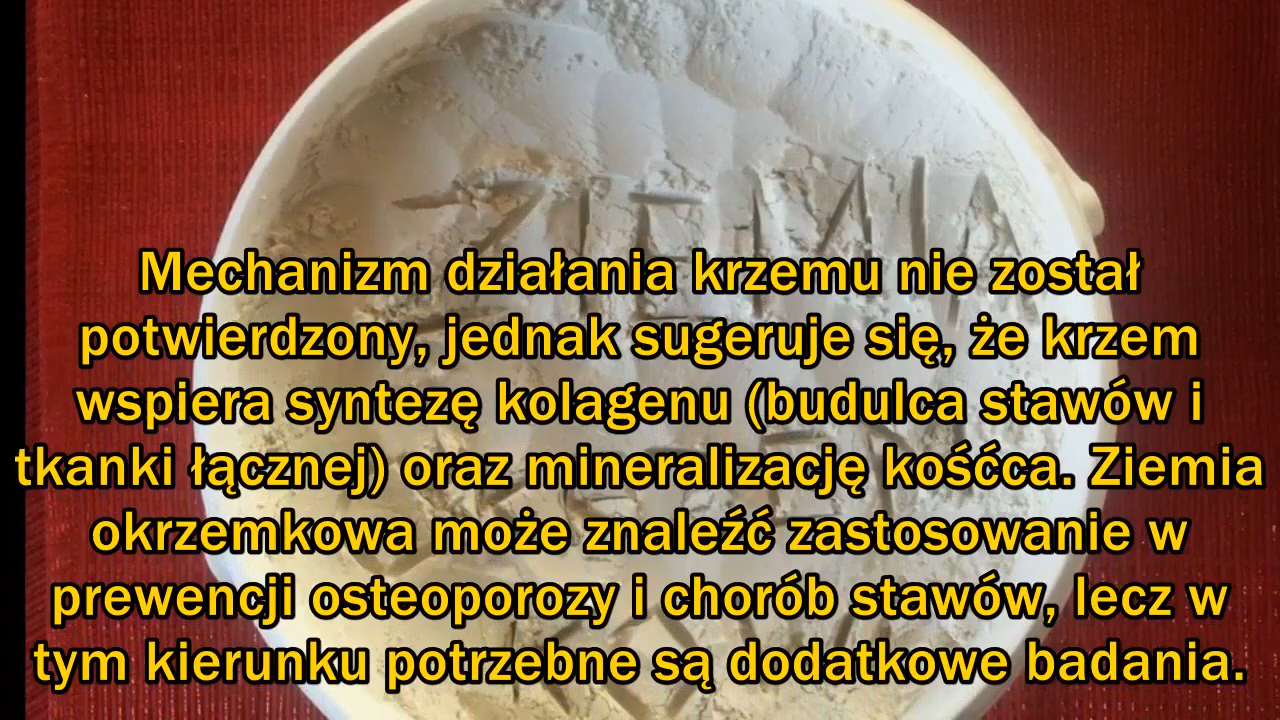 ZIEMIA
Mechanizm działania krzemu nie został
potwierdzony, jednak sugeruje się, że krzem
wspiera syntezę kolagenu (budulca stawów i
tkanki łącznej) oraz mineralizację kośćca. Ziemia
okrzemkowa może znaleźć zastosowanie w
prewencji osteoporozy i chorób stawów, lecz w
tym kierunku potrzebne są dodatkowe badania.